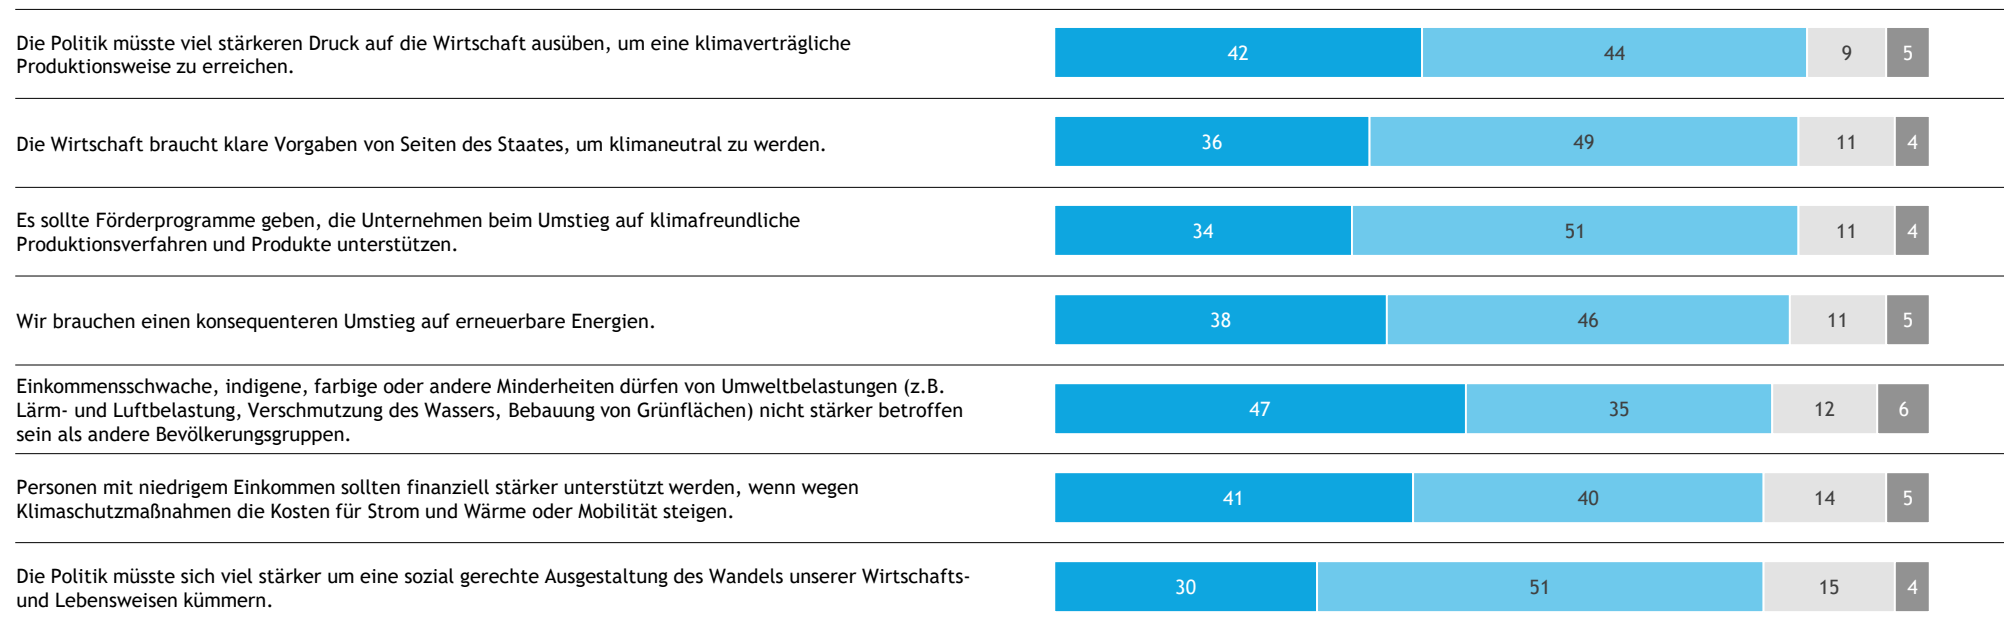 Die Politik müsste viel stärkeren Druck auf die Wirtschaft ausüben, um eine klimaverträgliche
Produktionsweise zu erreichen.
42 44 9 5
Die Wirtschaft braucht klare Vorgaben von Seiten des Staates, um klimaneutral zu werden.
36 49 11 4
Es sollte Förderprogramme geben, die Unternehmen beim Umstieg auf klimafreundliche
Produktionsverfahren und Produkte unterstützen.
34 51 11 4
Wir brauchen einen konsequenteren Umstieg auf erneuerbare Energien.
38 46 11 5
Einkommensschwache, indigene, farbige oder andere Minderheiten dürfen von Umweltbelastungen (z.B.
Lärm- und Luftbelastung, Verschmutzung des Wassers, Bebauung von Grünflächen) nicht stärker betroffen
sein als andere Bevölkerungsgruppen.
47 35 12 6
Personen mit niedrigem Einkommen sollten finanziell stärker unterstützt werden, wenn wegen
Klimaschutzmaßnahmen die Kosten für Strom und Wärme oder Mobilität steigen.
41 40 14 5
Die Politik müsste sich viel stärker um eine sozial gerechte Ausgestaltung des Wandels unserer Wirtschafts-
und Lebensweisen kümmern.
30 51 15 4